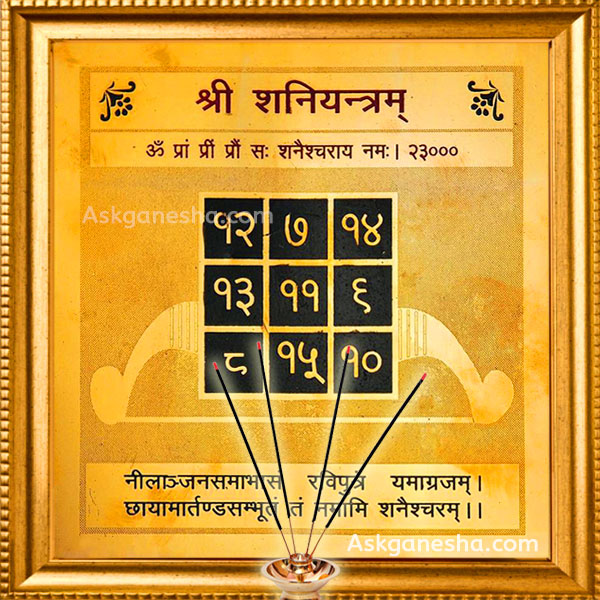 श्री शनियन्त्रम्
ॐ प्रां प्रीं प्रौं सः शनैश्चराय नमः। २३०००
Askganesha.com
१२ ७ १४
१३ ११ ९
८ १५ १०
नीलाञ्जनसमाभासं रविपुत्रं यमाग्रजम्।
छायामार्तण्डसम्भूतं तं नमामि शनैश्चरम्।।
Askganesha.com